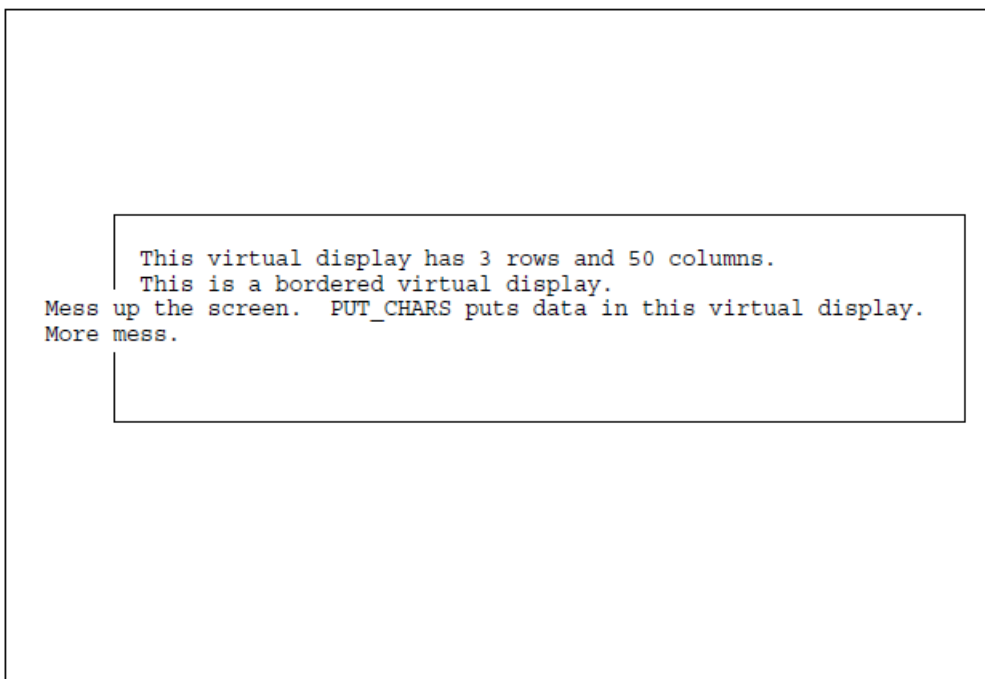 This virtual display has 3 rows and 50 columns.
This is a bordered virtual display.
Mess up the screen.  PUT_CHARS puts data in this virtual display.
More mess.